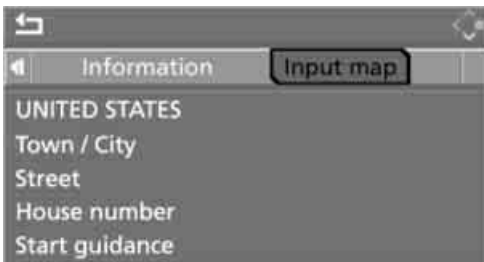 Information Input map
UNITED STATES
Town / City
Street
House number
Start guidance